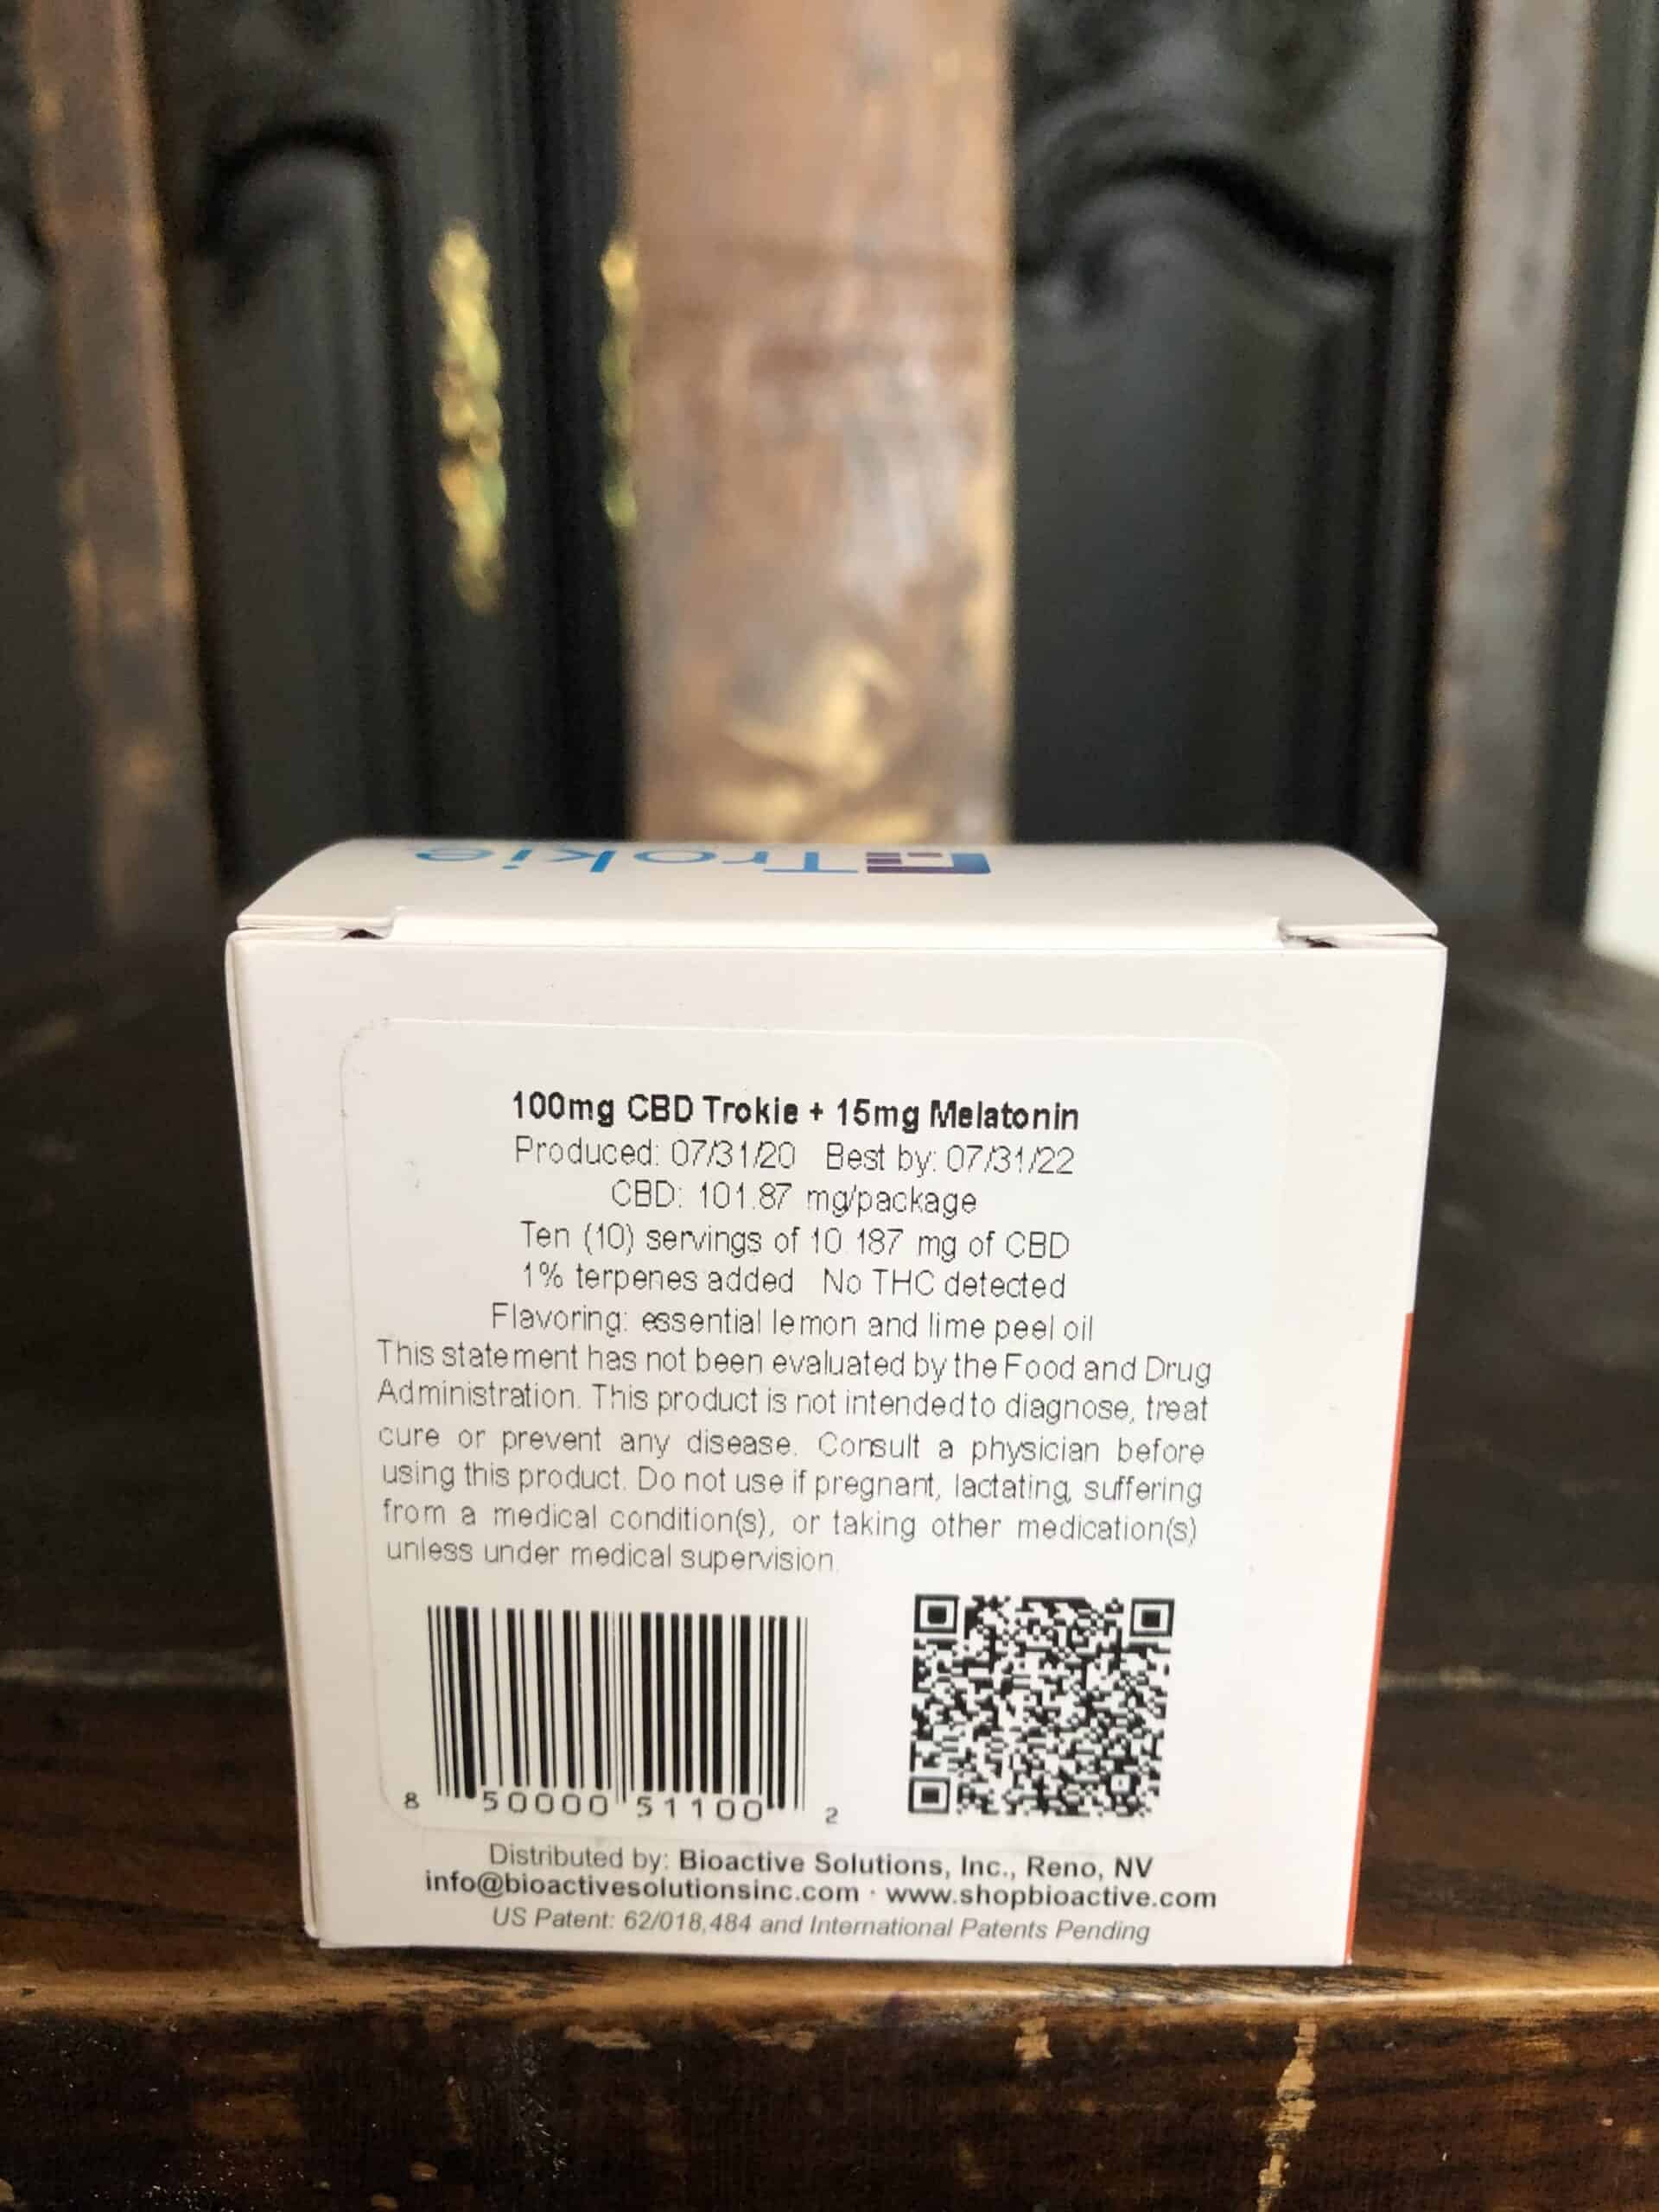 Trokie
100mg CBD Trokie + 15mg Melatonin
Produced: 07/31/20 Best by: 07/31/22
CBD: 101.87 mg/package
Ten (10) servings of 10.187 mg of CBD
1% terpenes added No THC detected
Flavoring: essential lemon and lime peel oil
This statement has not been evaluated by the Food and Drug
Administration. This product is not intended to diagnose, treat
cure or prevent any disease. Consult a physician before
using this product. Do not use if pregnant, lactating, suffering
from a medical condition(s), or taking other medication(s)
unless under medical supervision.
8 50000 51100 2
Distributed by: Bioactive Solutions, Inc., Reno, NV
info@bioactivesolutionsinc.com · www.shopbioactive.com
US Patent: 62/018,484 and International Patents Pending